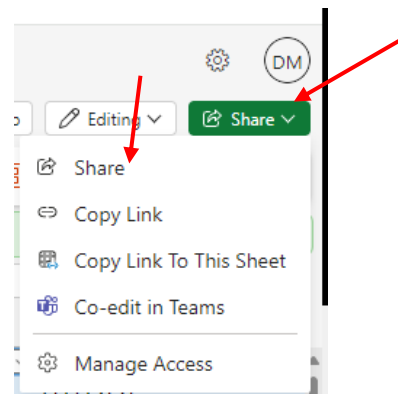 DM
Editing
Share
Share
Copy Link
Copy Link To This Sheet
Co-edit in Teams
Manage Access